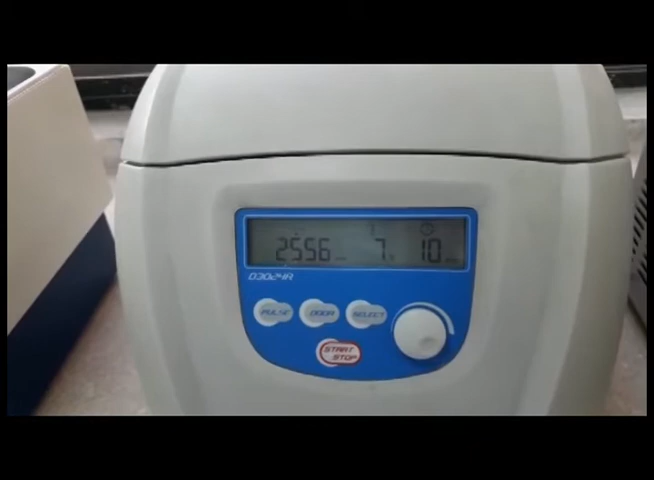 2556 7 10
D3024R
PULSE DOOR SELECT
START
STOP